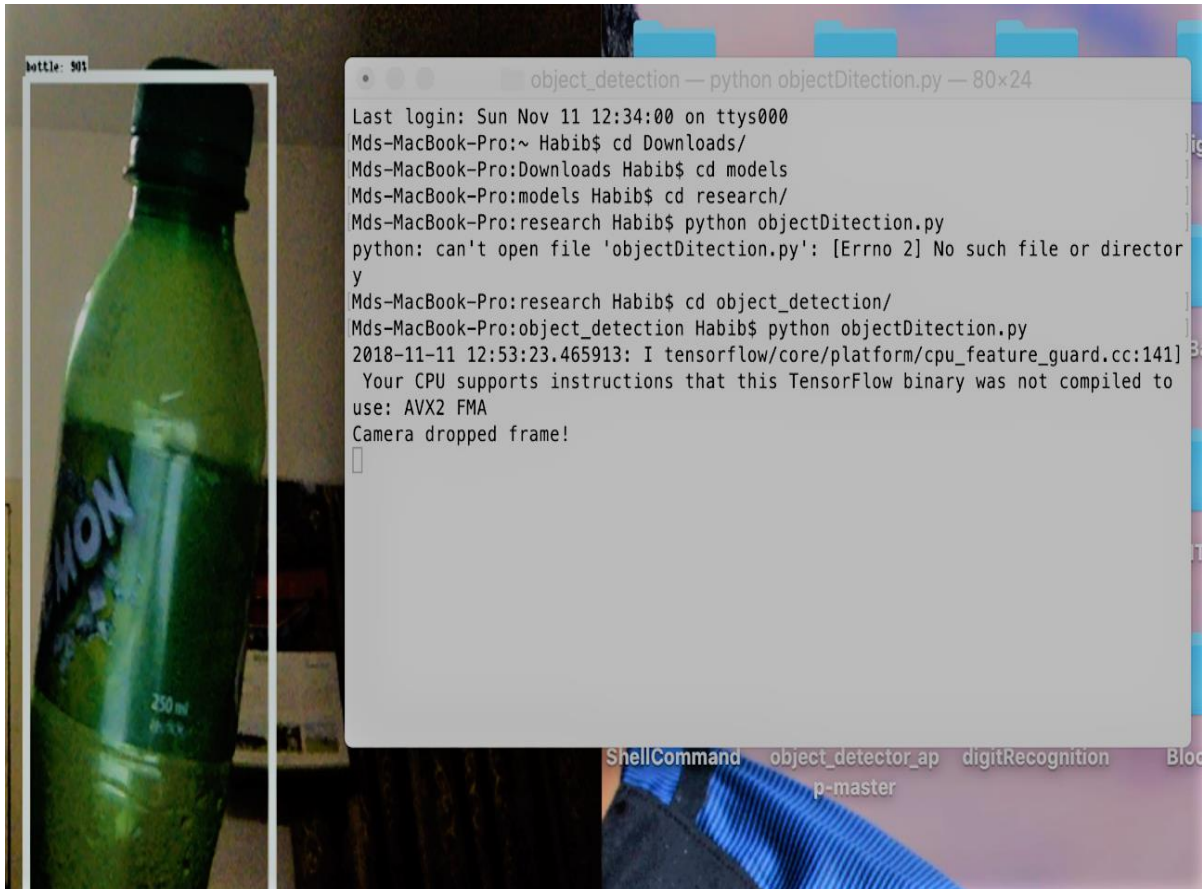 bottle: 90%
object_detection — python objectDitection.py — 80×24
Last login: Sun Nov 11 12:34:00 on ttys000
[Mds-MacBook-Pro:~ Habib$ cd Downloads/ ]
[Mds-MacBook-Pro:Downloads Habib$ cd models ]
[Mds-MacBook-Pro:models Habib$ cd research/ ]
[Mds-MacBook-Pro:research Habib$ python objectDitection.py ]
python: can't open file 'objectDitection.py': [Errno 2] No such file or director
y
[Mds-MacBook-Pro:research Habib$ cd object_detection/ ]
[Mds-MacBook-Pro:object_detection Habib$ python objectDitection.py ]
2018-11-11 12:53:23.465913: I tensorflow/core/platform/cpu_feature_guard.cc:141]
 Your CPU supports instructions that this TensorFlow binary was not compiled to
use: AVX2 FMA
Camera dropped frame!
MON
250 ml
ShellCommand
object_detector_ap
p-master
digitRecognition
Bloc